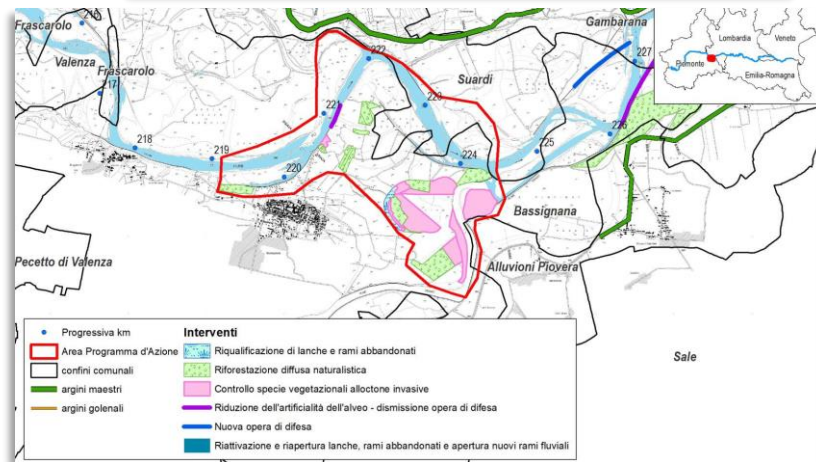 216
Frascarolo
Valenza
Frascarolo
217
218
219
220
221
222
223
224
225
226
227
Suardi
Gambarana
Bassignana
Alluvioni Piovera
Pecetto di Valenza
Sale
Lombardia
Veneto
Piemonte
Emilia-Romagna
Progressiva km
Area Programma d'Azione
confini comunali
argini maestri
argini golenali
Interventi
Riqualificazione di lanche e rami abbandonati
Riforestazione diffusa naturalistica
Controllo specie vegetazionali alloctone invasive
Riduzione dell'artificialità dell'alveo - dismissione opera di difesa
Nuova opera di difesa
Riattivazione e riapertura lanche, rami abbandonati e apertura nuovi rami fluviali